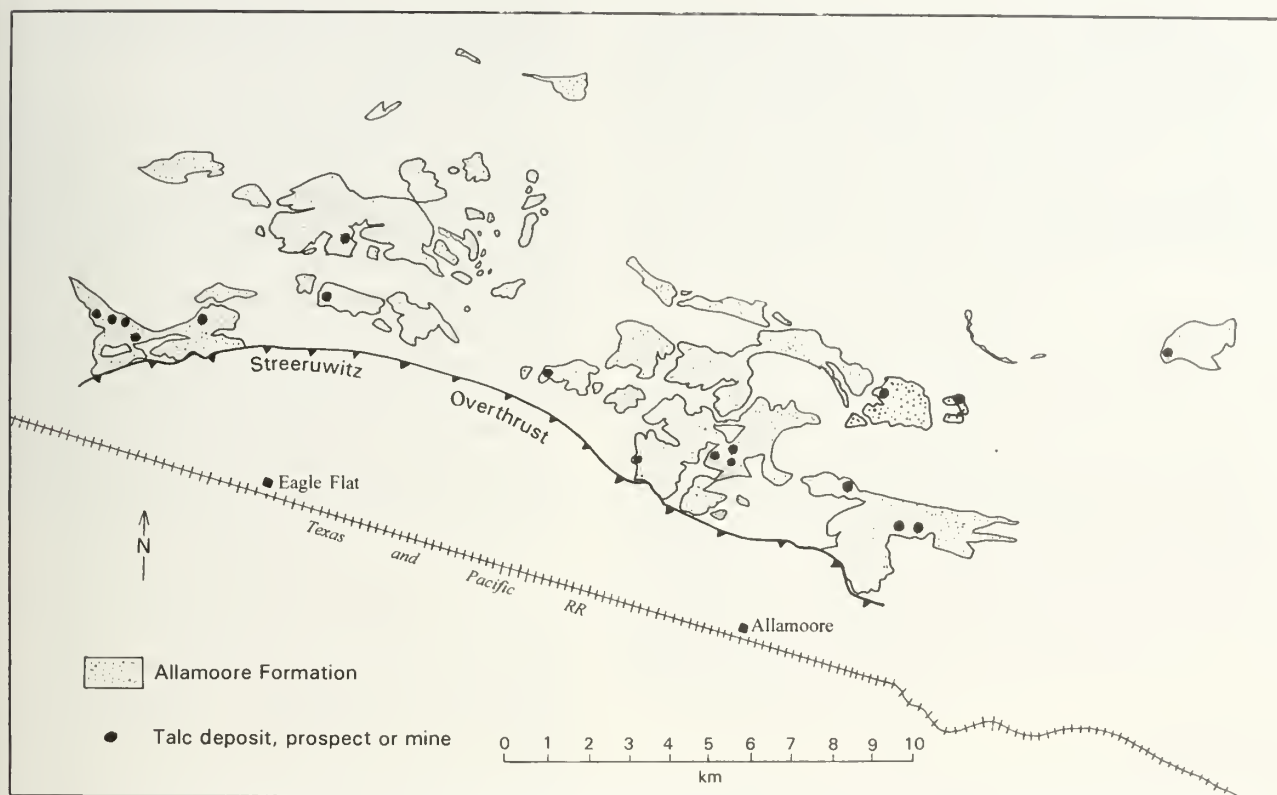 Streeruwitz
Overthrust
Eagle Flat
N
Texas and Pacific RR
Allamoore
Allamoore Formation
Talc deposit, prospect or mine
0 1 2 3 4 5 6 7 8 9 10
km